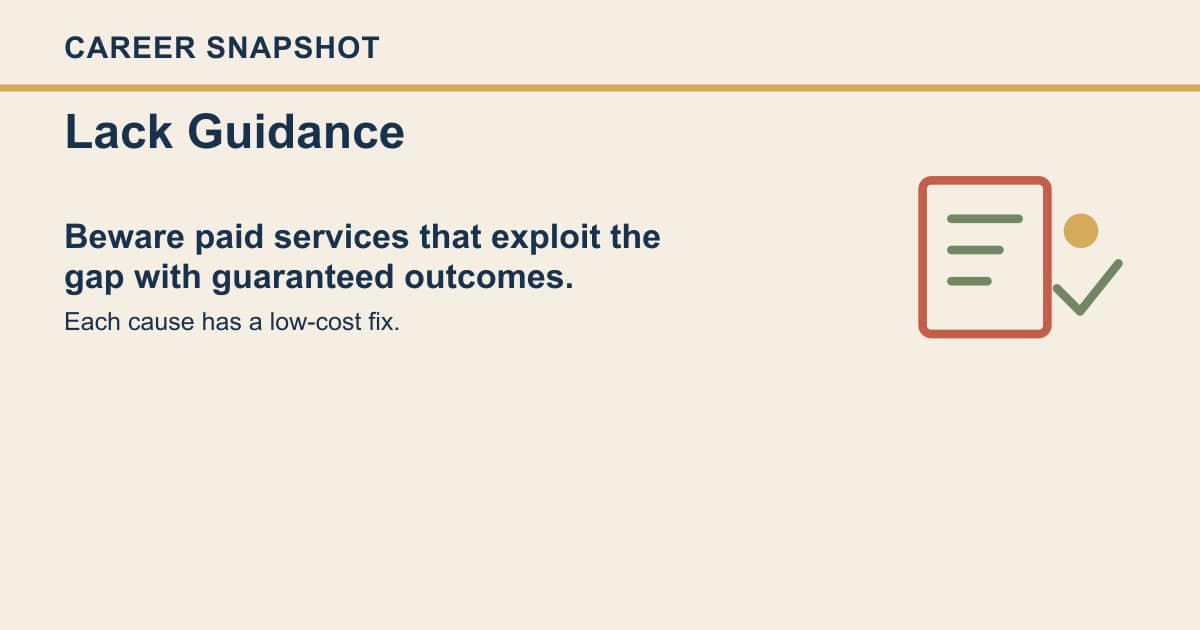 CAREER SNAPSHOT
Lack Guidance
Beware paid services that exploit the
gap with guaranteed outcomes.
Each cause has a low-cost fix.